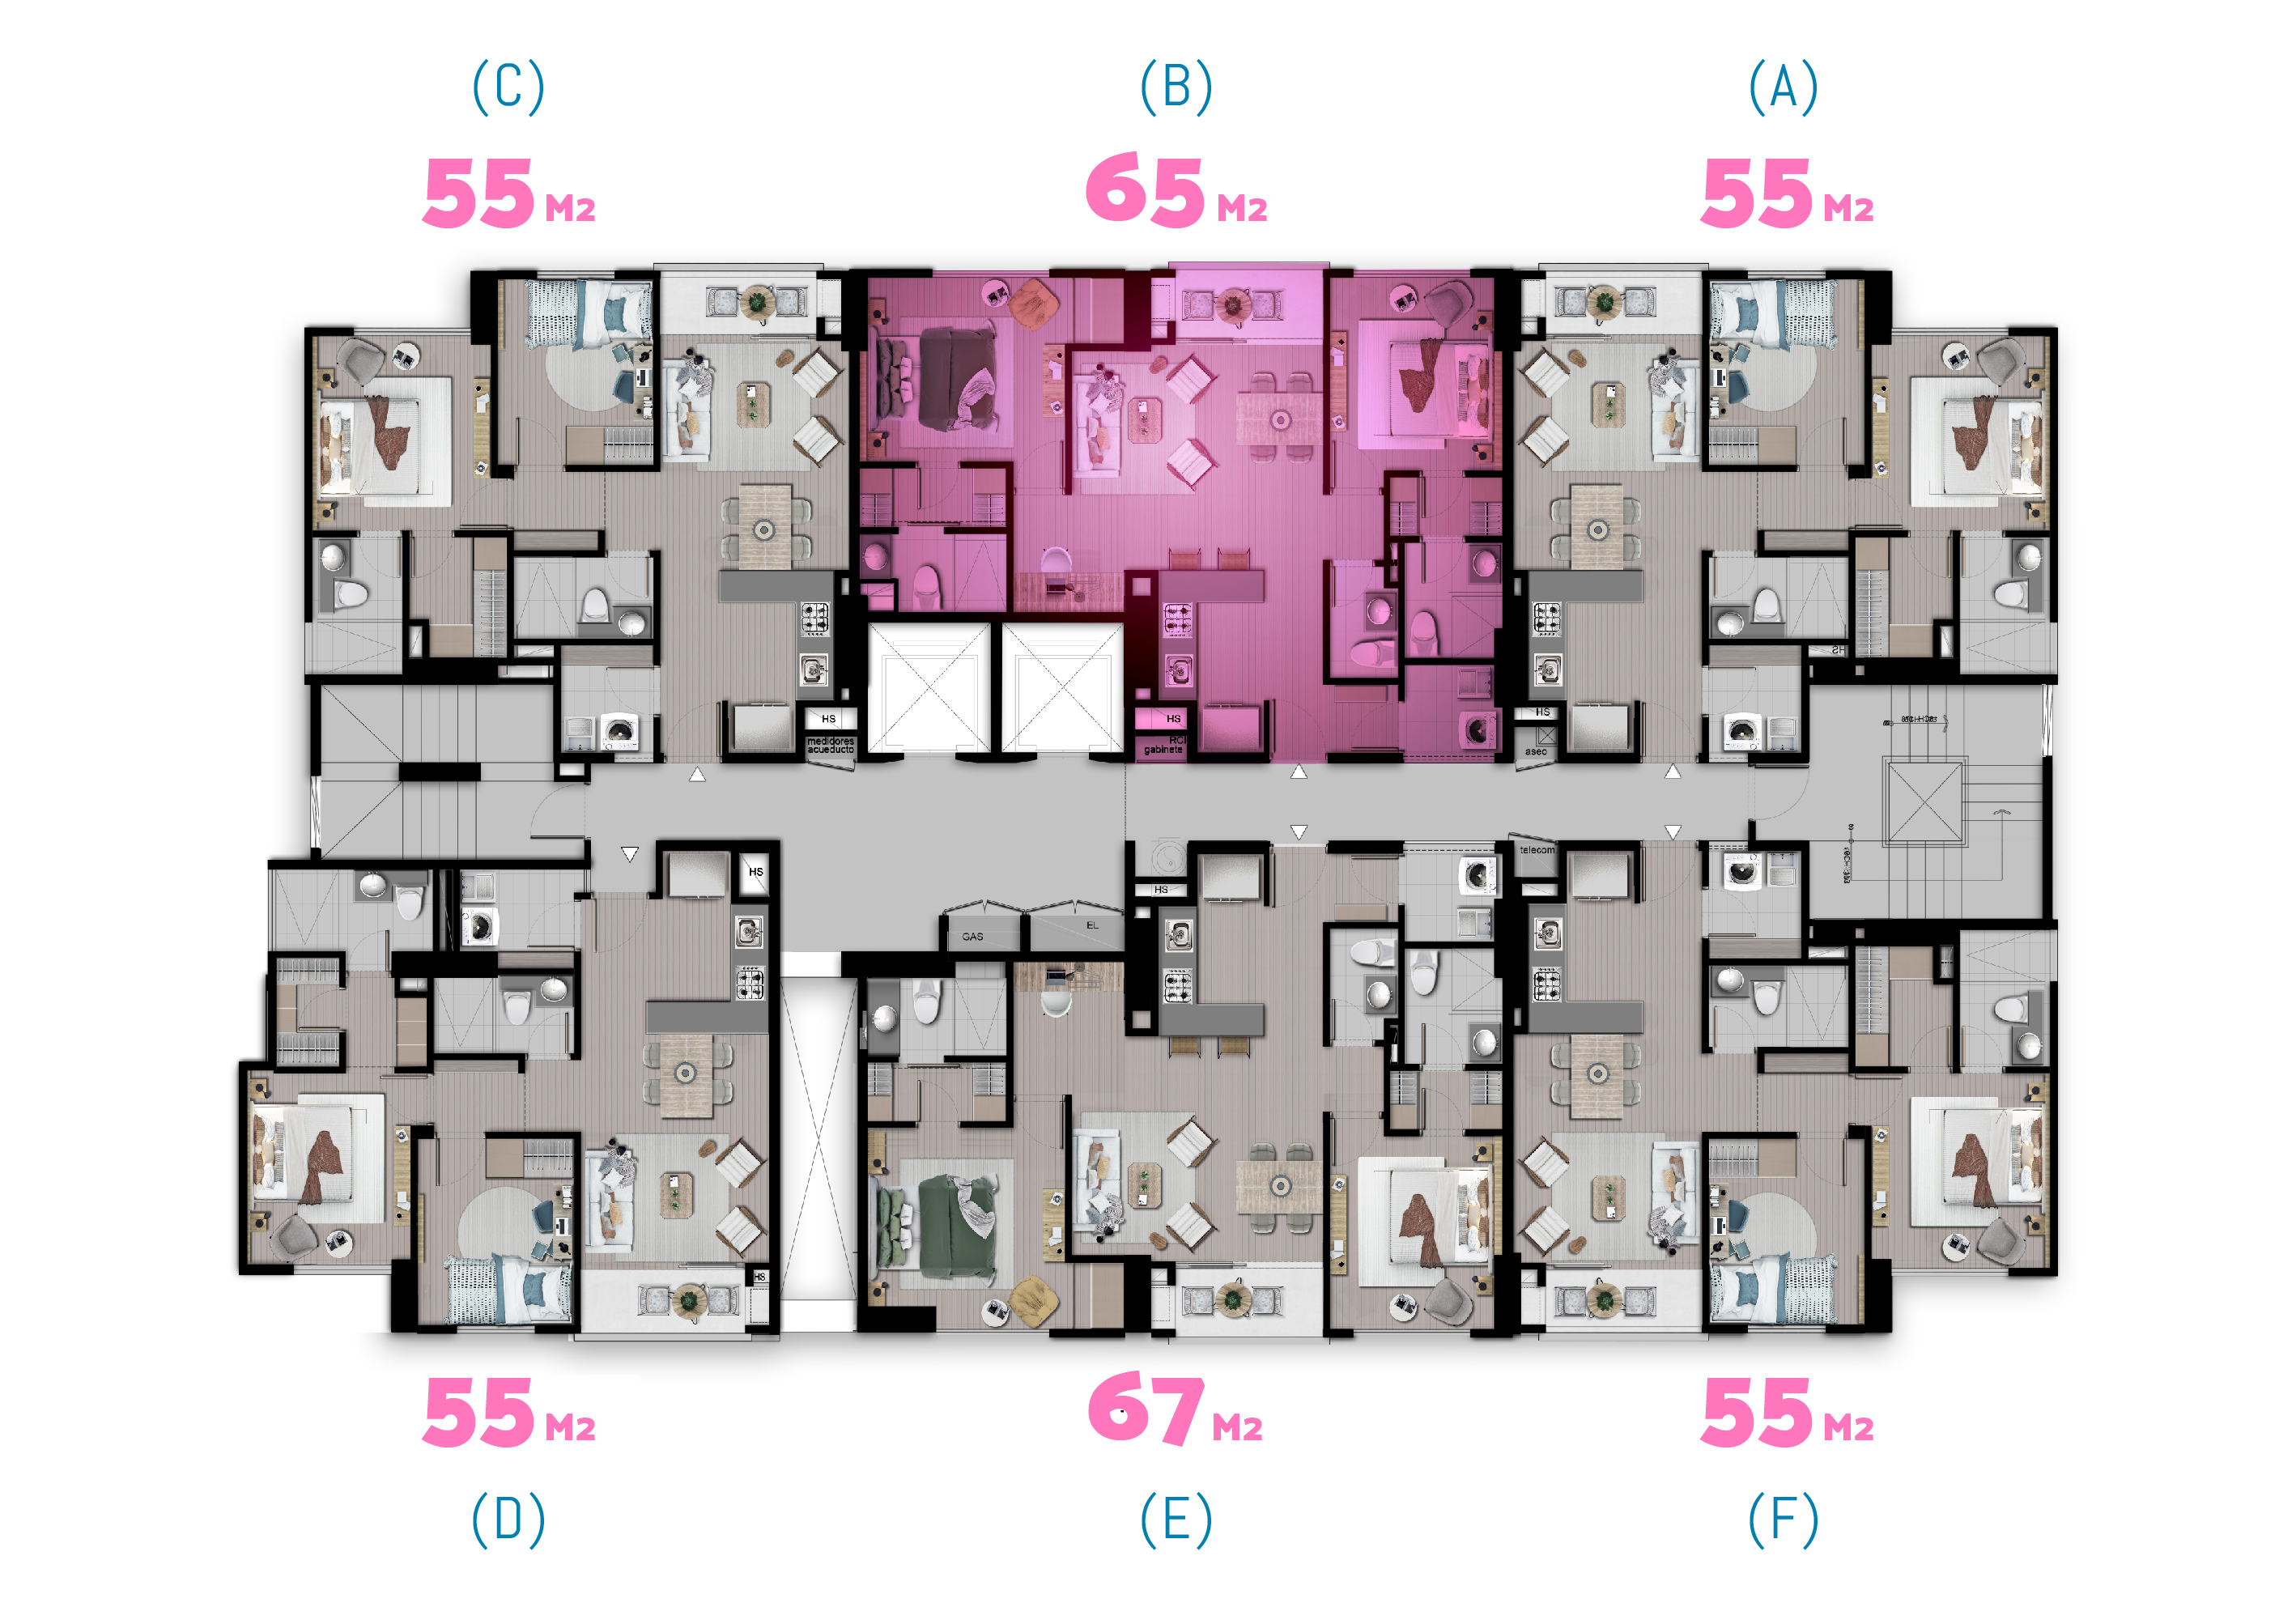 (C)
(B)
(A)
55 M2
65 M2
55 M2
HS
HS
HS
HS
medidores
acueducto
RCI
gabinete
aseo
telecom.
HS
HS
GAS
EL
HS
55 M2
67 M2
55 M2
(D)
(E)
(F)